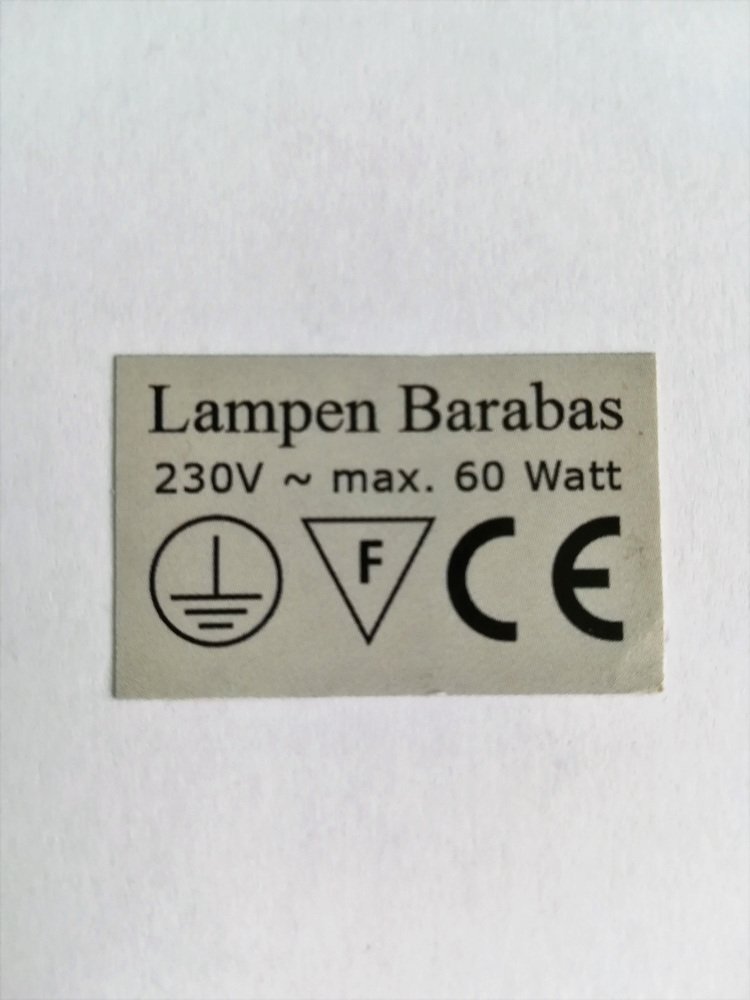 Lampen Barabas
230V ~ max. 60 Watt
F CE